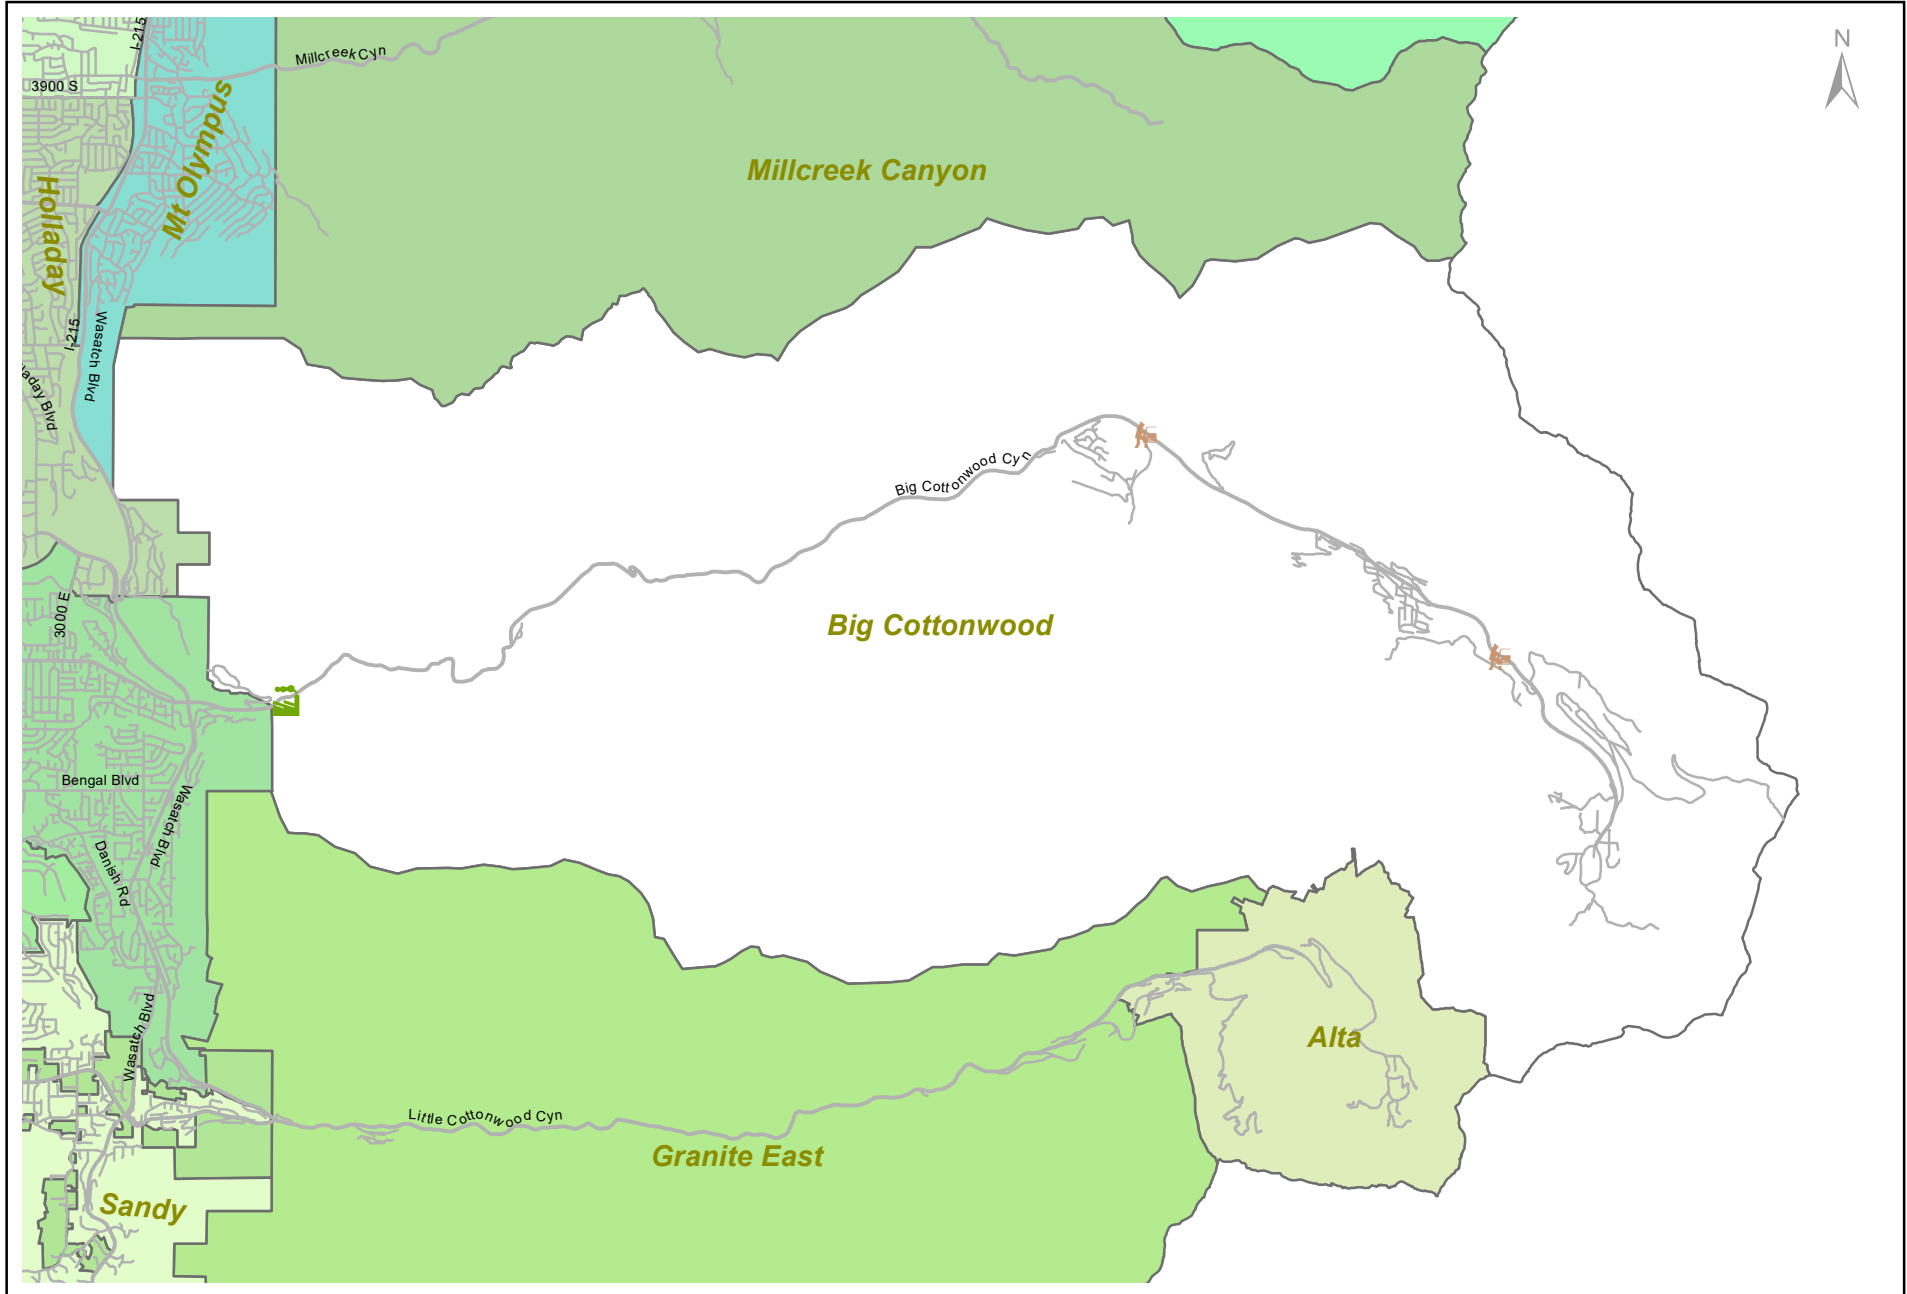 I-215
N
Millcreek Cyn
3900 S
Mt Olympus
Millcreek Canyon
Holladay
I-215
Wasatch Blvd
laday Blvd
Big Cottonwood Cyn
3000 E
Big Cottonwood
Bengal Blvd
Wasatch Blvd
Danish Rd
Wasatch Blvd
Alta
Little Cottonwood Cyn
Granite East
Sandy